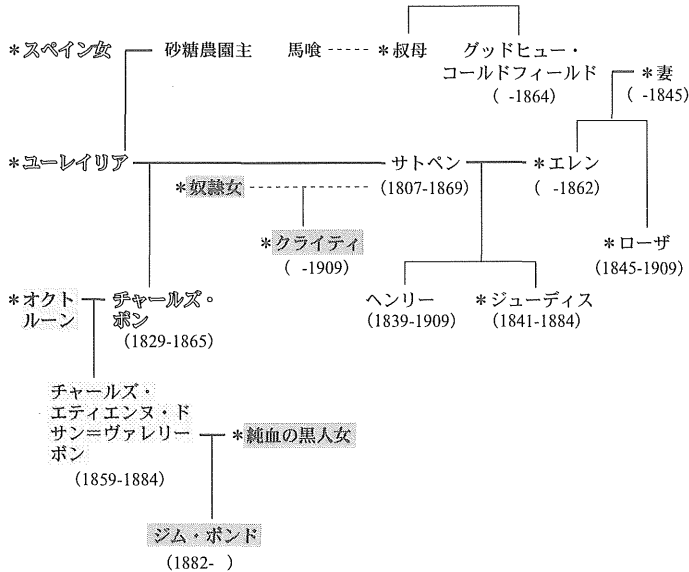 ＊スペイン女 砂糖農園主 馬喰 ＊叔母 グッドヒュー・
コールドフィールド
( -1864)
＊妻
( -1845)
＊ユーレイリア サトペン ＊エレン
(1807-1869) ( -1862)
＊奴隷女
＊クライティ
( -1909)
＊ローザ
(1845-1909)
＊オクト
ルーン
チャールズ・
ボン
(1829-1865)
ヘンリー
(1839-1909)
＊ジューディス
(1841-1884)
チャールズ・
エティエンヌ・ド
サン＝ヴァレリー
ボン
(1859-1884)
＊純血の黒人女
ジム・ボンド
(1882- )